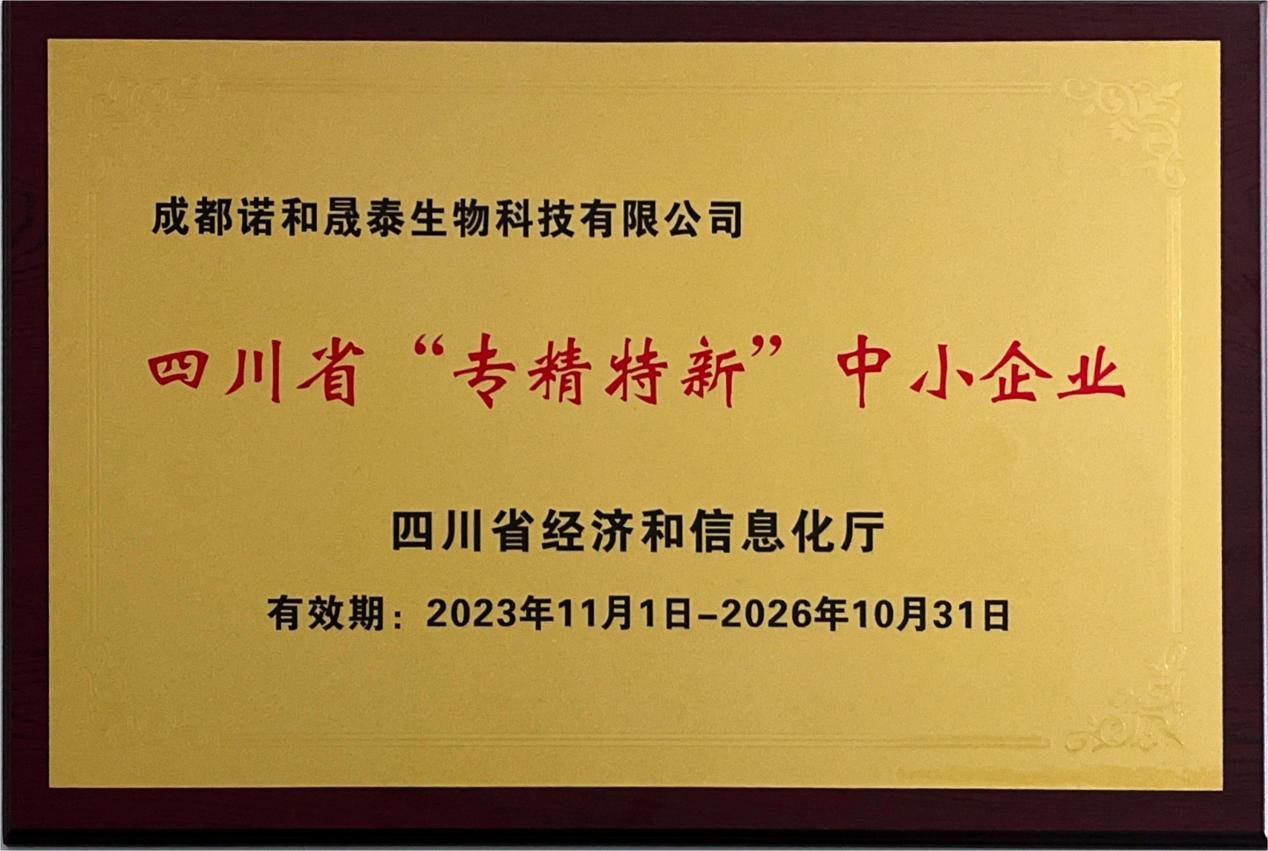 成都诺和晟泰生物科技有限公司
四川省“专精特新”中小企业
四川省经济和信息化厅
有效期：2023年11月1日-2026年10月31日